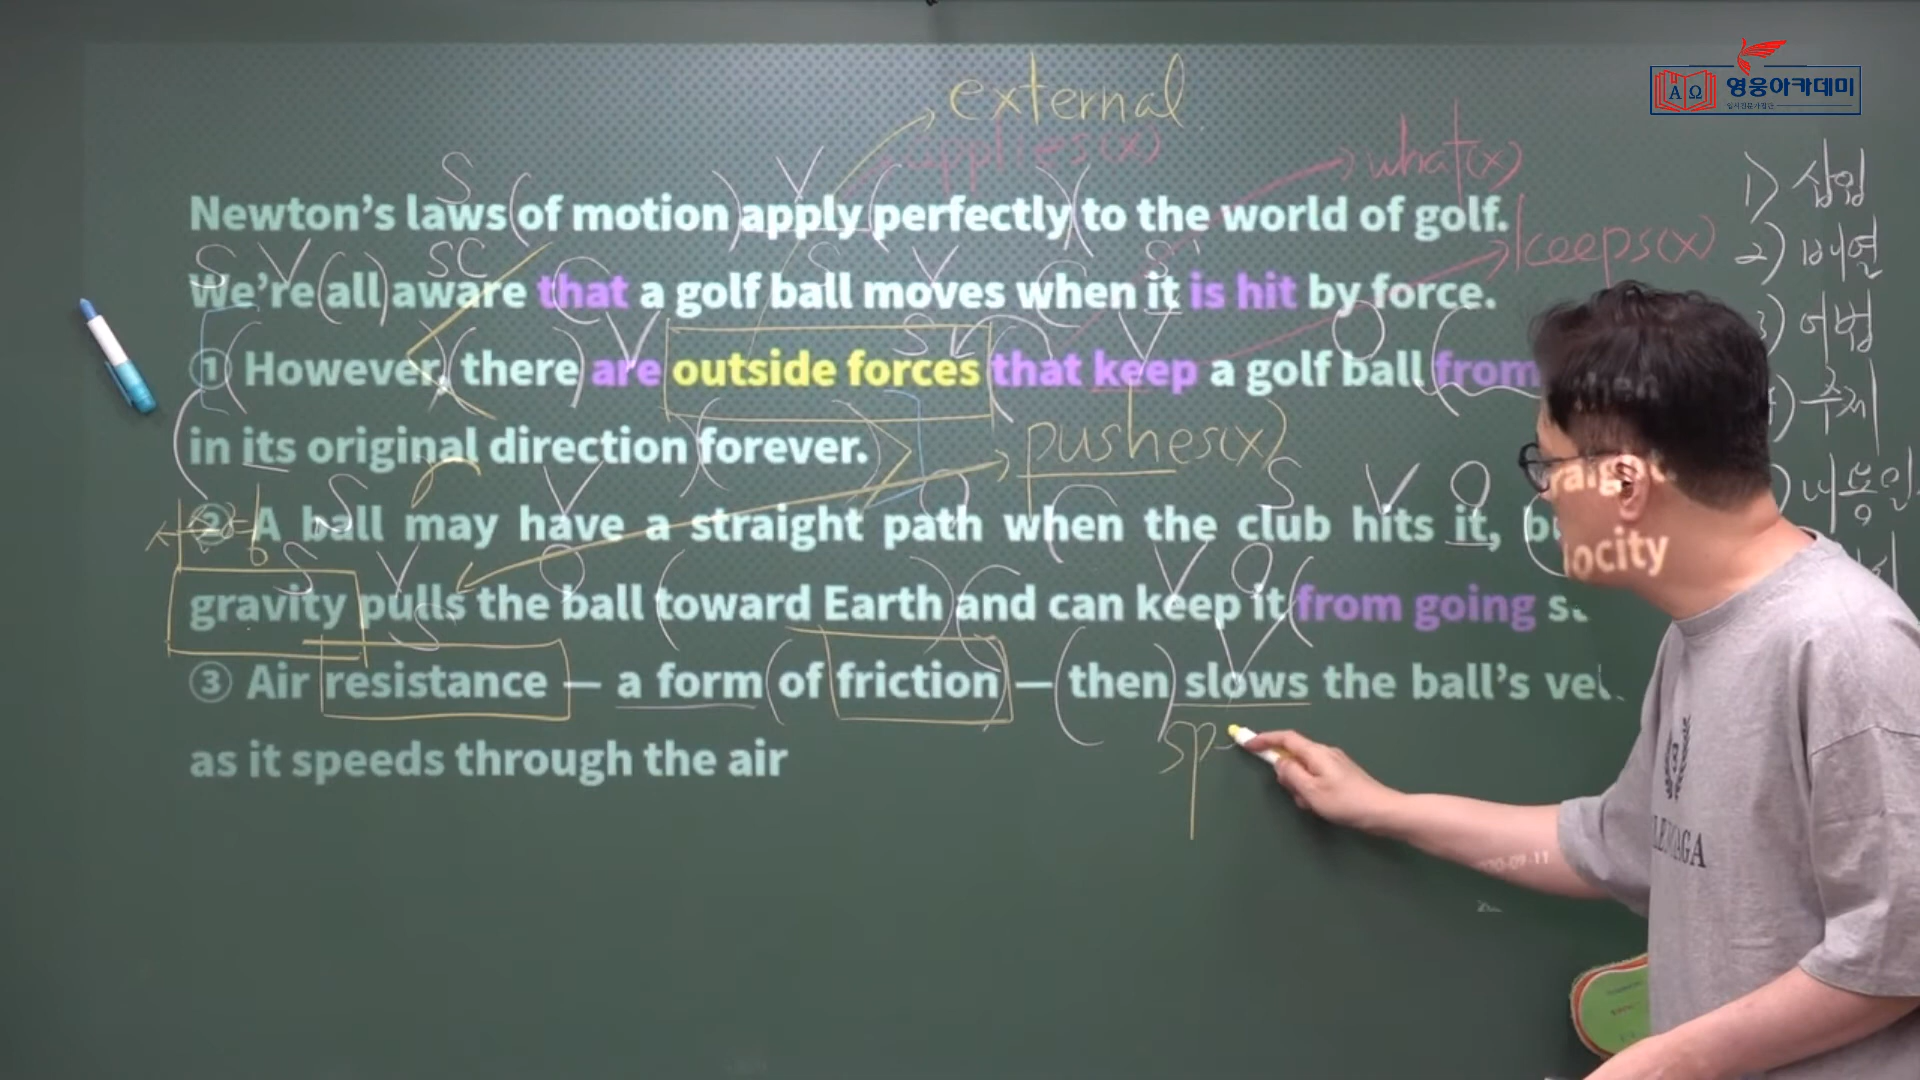 영웅아카데미
external
applies(x)
what(x)
keeps(x)
S V
Newton's laws of motion apply perfectly to the world of golf.
S V SC S V S
We're all aware that a golf ball moves when it is hit by force.
V S V O
① However, there are outside forces that keep a golf ball from
in its original direction forever.
pushes(x)
S V O S V O
② A ball may have a straight path when the club hits it,
S V O V O
gravity pulls the ball toward Earth and can keep it from going
S V
③ Air resistance — a form of friction — then slows the ball's
locity
sp
as it speeds through the air
1) 삽입
2) 배열
3) 어법
주제
A Ω